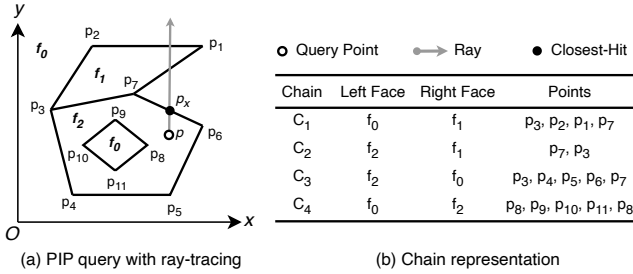 y
f0
p2
p1
f1
p7
px
p3
f2
p9
p
p6
p10
f0
p8
p11
p4
p5
O
x
(a) PIP query with ray-tracing
Query Point
Ray
Closest-Hit
Chain Left Face Right Face Points
C1 f0 f1 p3, p2, p1, p7
C2 f2 f1 p7, p3
C3 f2 f0 p3, p4, p5, p6, p7
C4 f0 f2 p8, p9, p10, p11, p8
(b) Chain representation